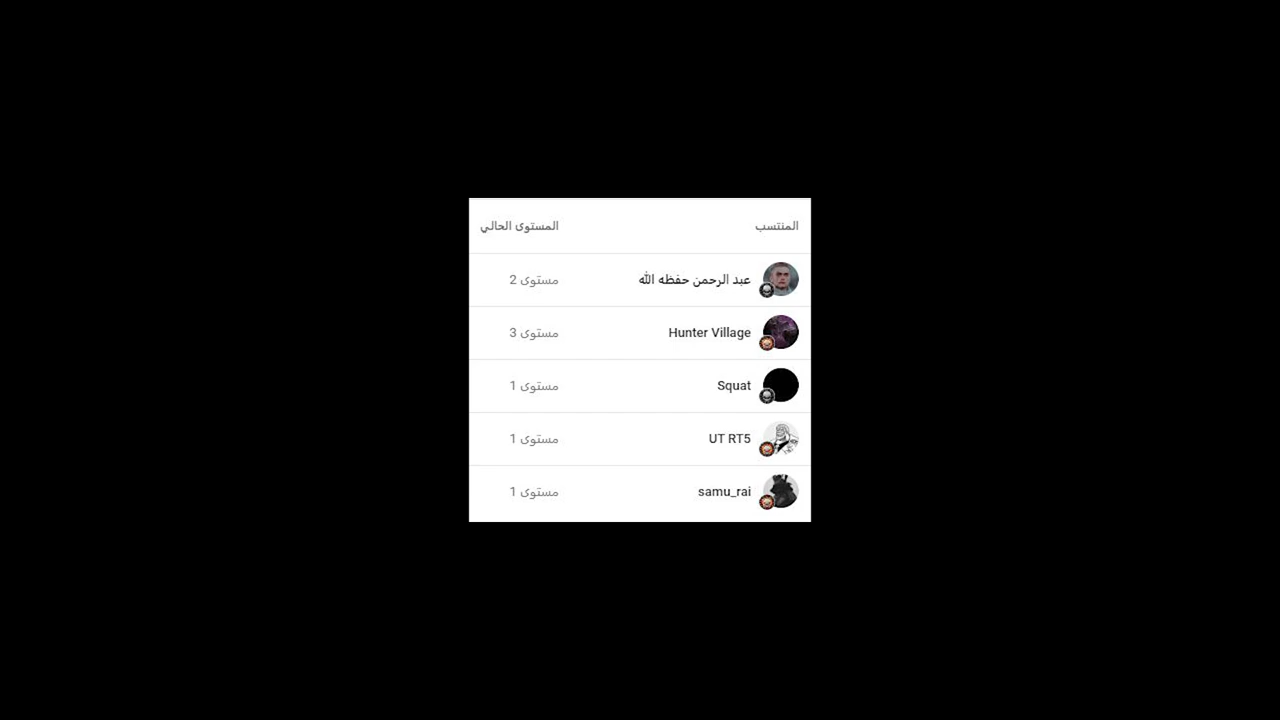 المنتسب المستوى الحالي
عبد الرحمن حفظه الله مستوى 2
Hunter Village مستوى 3
Squat مستوى 1
UT RT5 مستوى 1
samu_rai مستوى 1